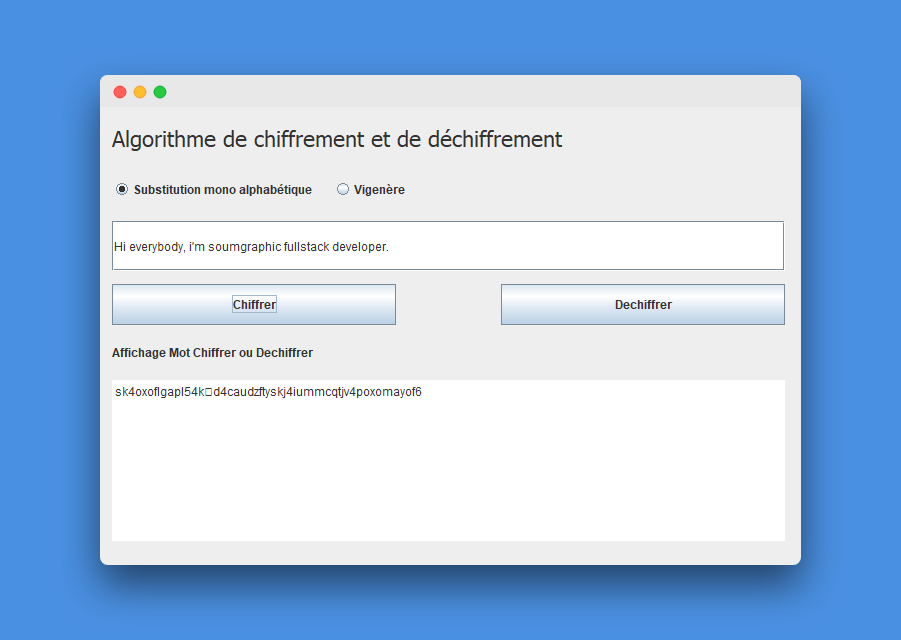 Algorithme de chiffrement et de déchiffrement
Substitution mono alphabétique Vigenère
Hi everybody, i'm soumgraphic fullstack developer.
Chiffrer Dechiffrer
Affichage Mot Chiffrer ou Dechiffrer
sk4oxoflgapl54k▯d4caudzftyskj4iummcqtjv4poxomayof6